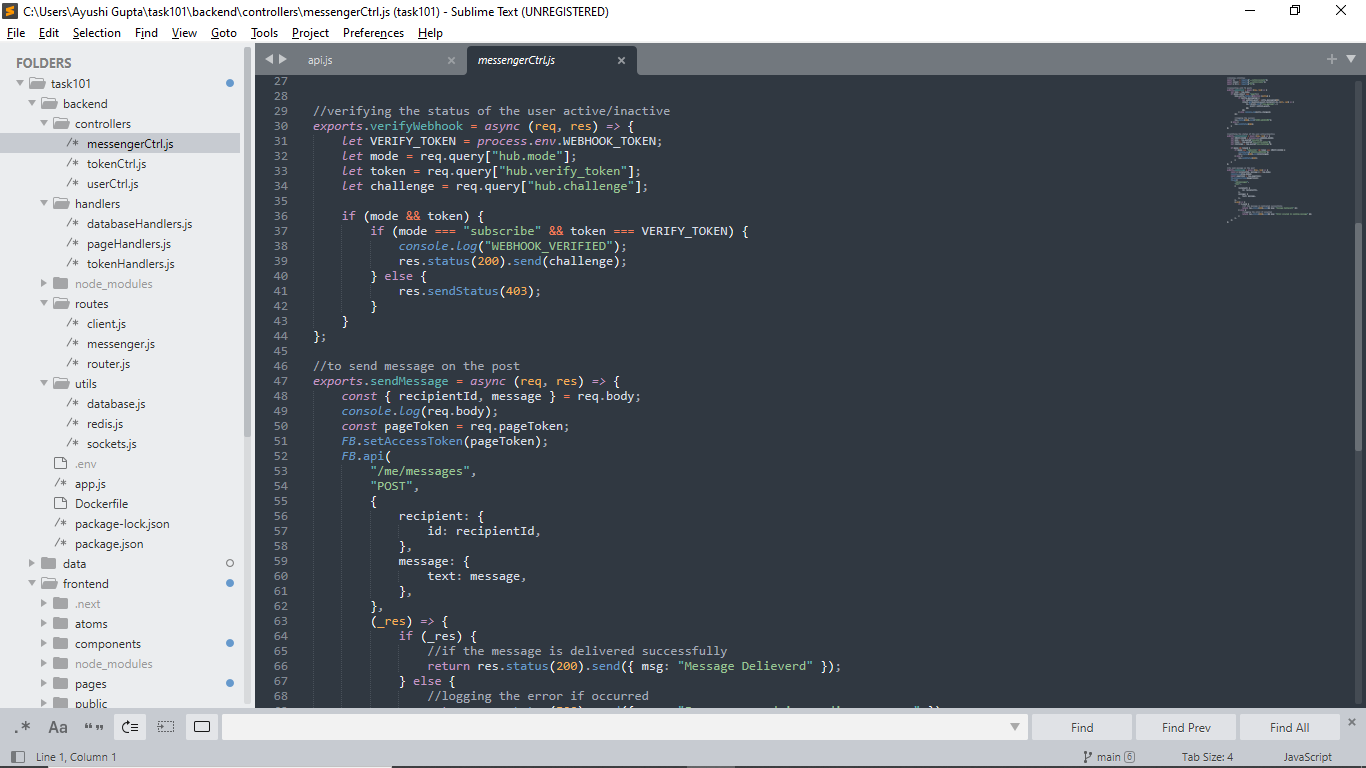 C:\Users\Ayushi Gupta\task101\backend\controllers\messengerCtrl.js (task101) - Sublime Text (UNREGISTERED)
File Edit Selection Find View Goto Tools Project Preferences Help
FOLDERS
task101
backend
controllers
/* messengerCtrl.js
/* tokenCtrl.js
/* userCtrl.js
handlers
/* databaseHandlers.js
/* pageHandlers.js
/* tokenHandlers.js
node_modules
routes
/* client.js
/* messenger.js
/* router.js
utils
/* database.js
/* redis.js
/* sockets.js
.env
/* app.js
Dockerfile
/* package-lock.json
/* package.json
data
frontend
.next
atoms
components
node_modules
pages
public
api.js × messengerCtrl.js ×
27
28
29 //verifying the status of the user active/inactive
30 exports.verifyWebhook = async (req, res) => {
31 let VERIFY_TOKEN = process.env.WEBHOOK_TOKEN;
32 let mode = req.query["hub.mode"];
33 let token = req.query["hub.verify_token"];
34 let challenge = req.query["hub.challenge"];
35
36 if (mode && token) {
37 if (mode === "subscribe" && token === VERIFY_TOKEN) {
38 console.log("WEBHOOK_VERIFIED");
39 res.status(200).send(challenge);
40 } else {
41 res.sendStatus(403);
42 }
43 }
44 };
45
46 //to send message on the post
47 exports.sendMessage = async (req, res) => {
48 const { recipientId, message } = req.body;
49 console.log(req.body);
50 const pageToken = req.pageToken;
51 FB.setAccessToken(pageToken);
52 FB.api(
53 "/me/messages",
54 "POST",
55 {
56 recipient: {
57 id: recipientId,
58 },
59 message: {
60 text: message,
61 },
62 },
63 (_res) => {
64 if (_res) {
65 //if the message is delivered successfully
66 return res.status(200).send({ msg: "Message Delieverd" });
67 } else {
68 //logging the error if occurred
.* Aa “” Find Find Prev Find All ×
Line 1, Column 1 main 6 Tab Size: 4 JavaScript